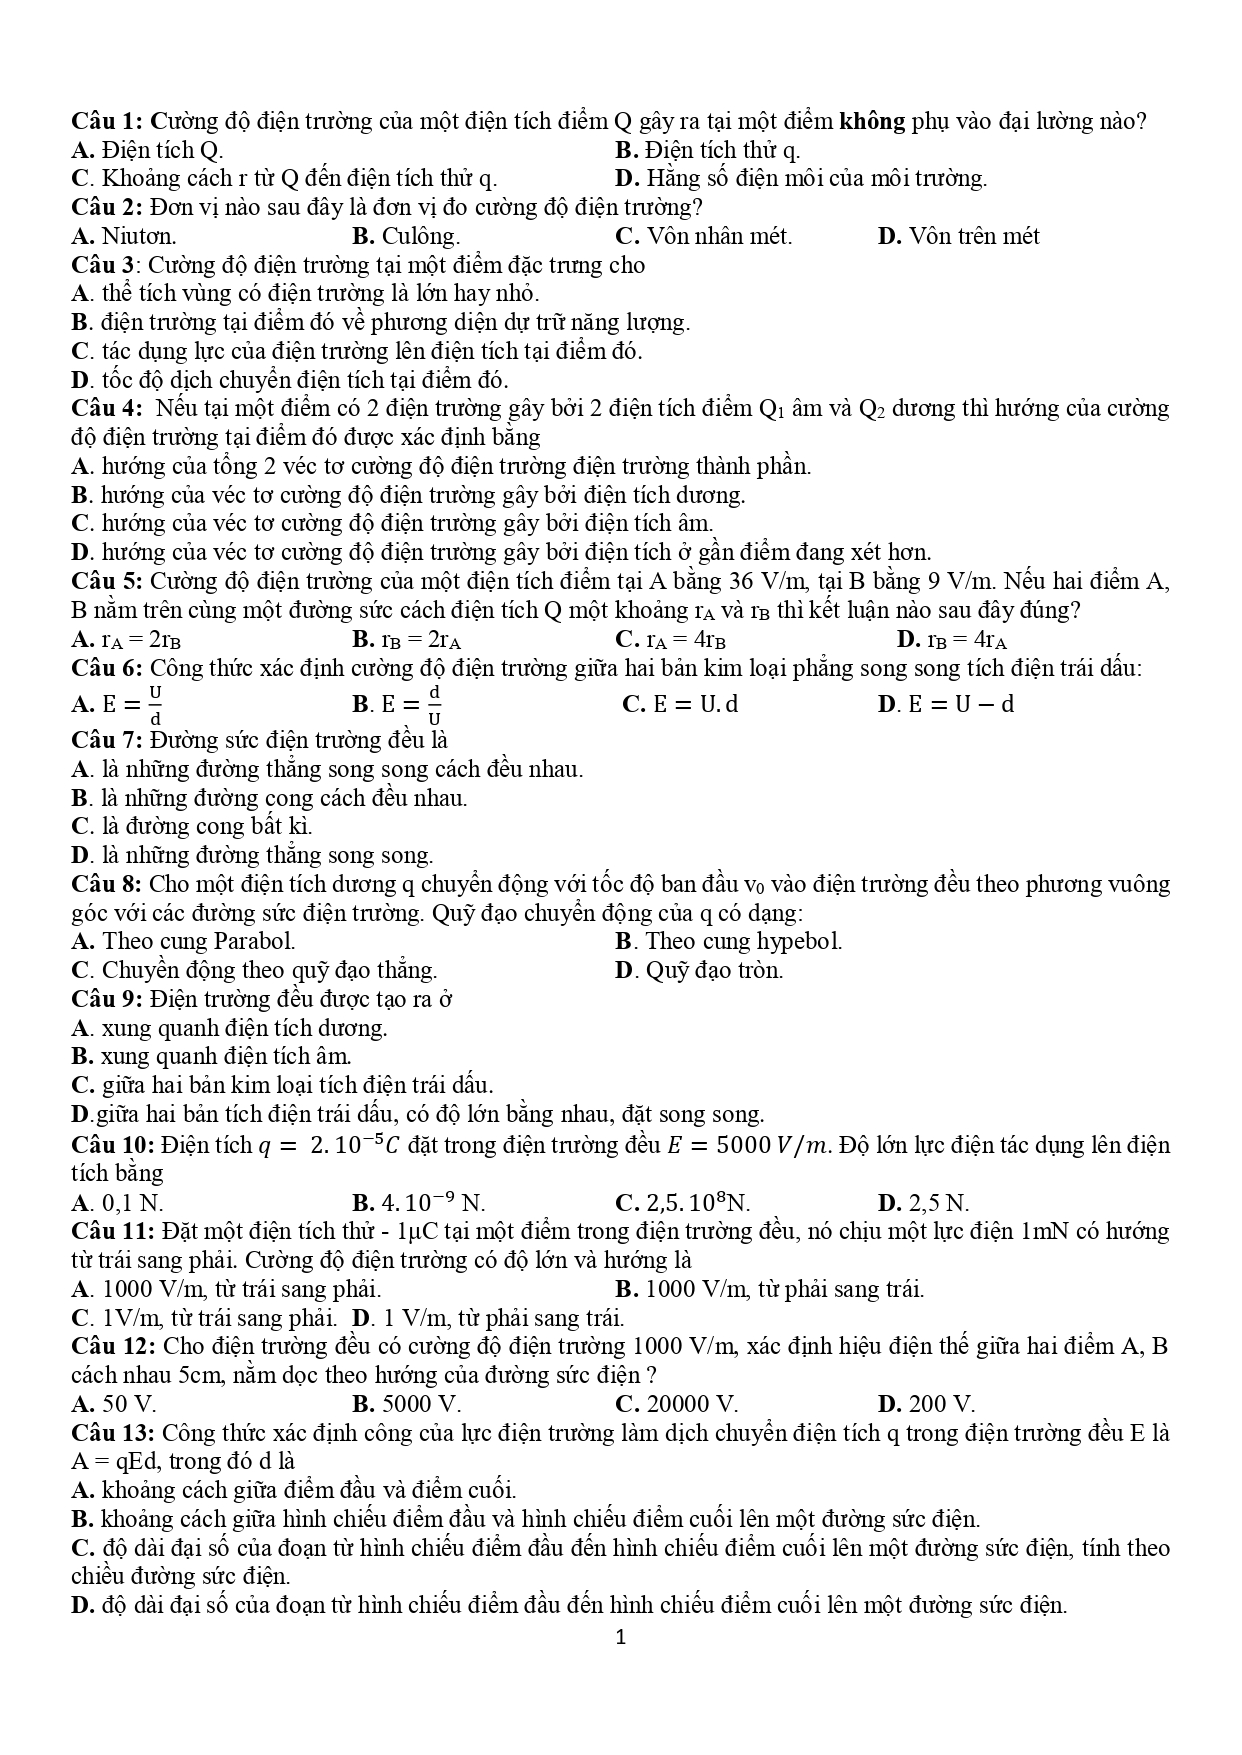 Câu 1: Cường độ điện trường của một điện tích điểm Q gây ra tại một điểm không phụ vào đại lường nào?
A. Điện tích Q. B. Điện tích thử q.
C. Khoảng cách r từ Q đến điện tích thử q. D. Hằng số điện môi của môi trường.
Câu 2: Đơn vị nào sau đây là đơn vị đo cường độ điện trường?
A. Niutơn. B. Culông. C. Vôn nhân mét. D. Vôn trên mét
Câu 3: Cường độ điện trường tại một điểm đặc trưng cho
A. thể tích vùng có điện trường là lớn hay nhỏ.
B. điện trường tại điểm đó về phương diện dự trữ năng lượng.
C. tác dụng lực của điện trường lên điện tích tại điểm đó.
D. tốc độ dịch chuyển điện tích tại điểm đó.
Câu 4: Nếu tại một điểm có 2 điện trường gây bởi 2 điện tích điểm Q₁ âm và Q₂ dương thì hướng của cường
độ điện trường tại điểm đó được xác định bằng
A. hướng của tổng 2 véc tơ cường độ điện trường điện trường thành phần.
B. hướng của véc tơ cường độ điện trường gây bởi điện tích dương.
C. hướng của véc tơ cường độ điện trường gây bởi điện tích âm.
D. hướng của véc tơ cường độ điện trường gây bởi điện tích ở gần điểm đang xét hơn.
Câu 5: Cường độ điện trường của một điện tích điểm tại A bằng 36 V/m, tại B bằng 9 V/m. Nếu hai điểm A,
B nằm trên cùng một đường sức cách điện tích Q một khoảng rA và rB thì kết luận nào sau đây đúng?
A. rA = 2rB B. rB = 2rA C. rA = 4rB D. rB = 4rA
Câu 6: Công thức xác định cường độ điện trường giữa hai bản kim loại phẳng song song tích điện trái dấu:
A. E = U/d B. E = d/U C. E = U. d D. E = U − d
Câu 7: Đường sức điện trường đều là
A. là những đường thẳng song song cách đều nhau.
B. là những đường cong cách đều nhau.
C. là đường cong bất kì.
D. là những đường thẳng song song.
Câu 8: Cho một điện tích dương q chuyển động với tốc độ ban đầu v₀ vào điện trường đều theo phương vuông
góc với các đường sức điện trường. Quỹ đạo chuyển động của q có dạng:
A. Theo cung Parabol. B. Theo cung hypebol.
C. Chuyển động theo quỹ đạo thẳng. D. Quỹ đạo tròn.
Câu 9: Điện trường đều được tạo ra ở
A. xung quanh điện tích dương.
B. xung quanh điện tích âm.
C. giữa hai bản kim loại tích điện trái dấu.
D.giữa hai bản tích điện trái dấu, có độ lớn bằng nhau, đặt song song.
Câu 10: Điện tích q = 2. 10⁻⁵C đặt trong điện trường đều E = 5000 V/m. Độ lớn lực điện tác dụng lên điện
tích bằng
A. 0,1 N. B. 4. 10⁻⁹ N. C. 2,5. 10⁸N. D. 2,5 N.
Câu 11: Đặt một điện tích thử - 1μC tại một điểm trong điện trường đều, nó chịu một lực điện 1mN có hướng
từ trái sang phải. Cường độ điện trường có độ lớn và hướng là
A. 1000 V/m, từ trái sang phải. B. 1000 V/m, từ phải sang trái.
C. 1V/m, từ trái sang phải. D. 1 V/m, từ phải sang trái.
Câu 12: Cho điện trường đều có cường độ điện trường 1000 V/m, xác định hiệu điện thế giữa hai điểm A, B
cách nhau 5cm, nằm dọc theo hướng của đường sức điện ?
A. 50 V. B. 5000 V. C. 20000 V. D. 200 V.
Câu 13: Công thức xác định công của lực điện trường làm dịch chuyển điện tích q trong điện trường đều E là
A = qEd, trong đó d là
A. khoảng cách giữa điểm đầu và điểm cuối.
B. khoảng cách giữa hình chiếu điểm đầu và hình chiếu điểm cuối lên một đường sức điện.
C. độ dài đại số của đoạn từ hình chiếu điểm đầu đến hình chiếu điểm cuối lên một đường sức điện, tính theo
chiều đường sức điện.
D. độ dài đại số của đoạn từ hình chiếu điểm đầu đến hình chiếu điểm cuối lên một đường sức điện.
1